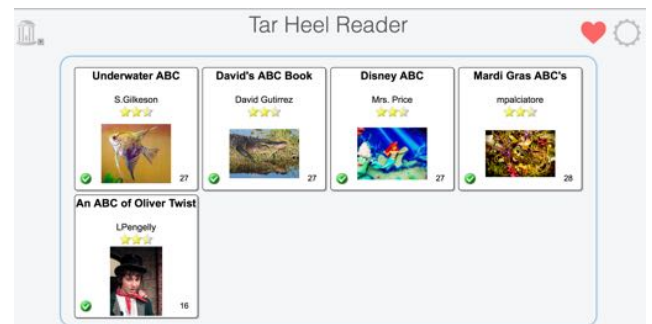 Tar Heel Reader
Underwater ABC
S.Gilkeson
27
David's ABC Book
David Gutirrez
27
Disney ABC
Mrs. Price
27
Mardi Gras ABC's
mpalciatore
28
An ABC of Oliver Twist
LPengelly
16